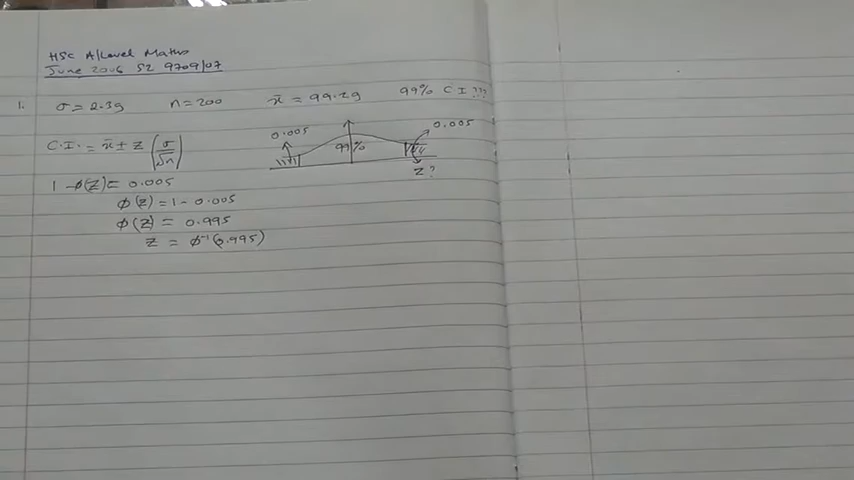 HSC A/Level Maths
June 2006 S2 9709/07
1. σ = 2.3g n = 200 x̄ = 99.2g 99% C I ???
0.005 0.005
C.I. = x̄ ± z (σ/√n) 99%
z?
1 - φ(z) = 0.005
φ(z) = 1 - 0.005
φ(z) = 0.995
z = φ⁻¹(0.995)